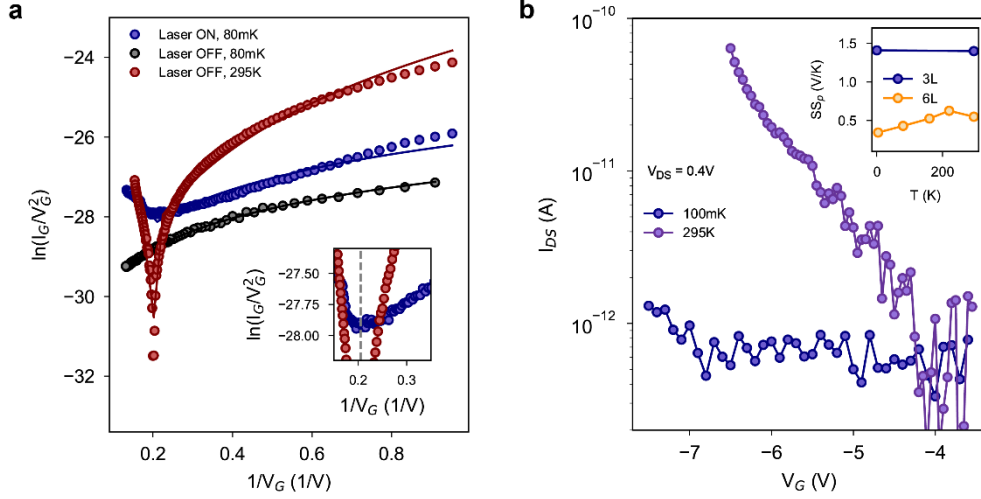 a
Laser ON, 80mK
Laser OFF, 80mK
Laser OFF, 295K
ln(I_G/V_G^2)
−24
−26
−28
−30
−32
0.2
0.4
0.6
0.8
1/V_G (1/V)
ln(I_G/V_G^2)
−27.50
−27.75
−28.00
0.2
0.3
1/V_G (1/V)
b
I_DS (A)
10^−10
10^−11
10^−12
V_DS = 0.4V
100mK
295K
−7
−6
−5
−4
V_G (V)
SS_p (V/K)
1.5
1.0
0.5
3L
6L
0
200
T (K)